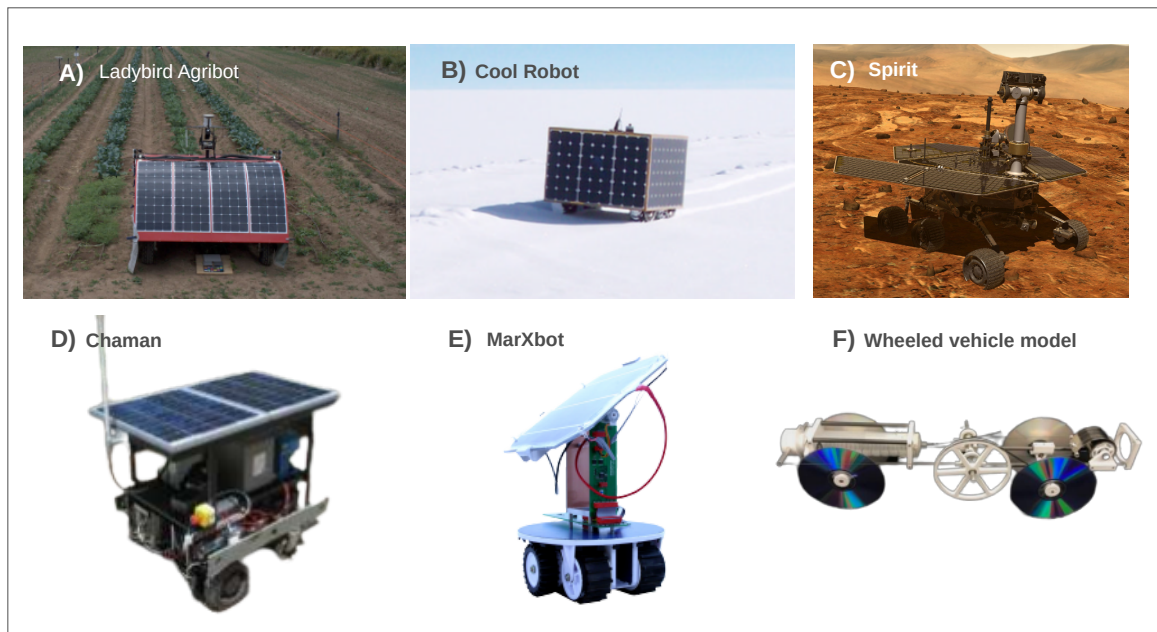 A) Ladybird Agribot
B) Cool Robot
C) Spirit
D) Chaman
E) MarXbot
F) Wheeled vehicle model